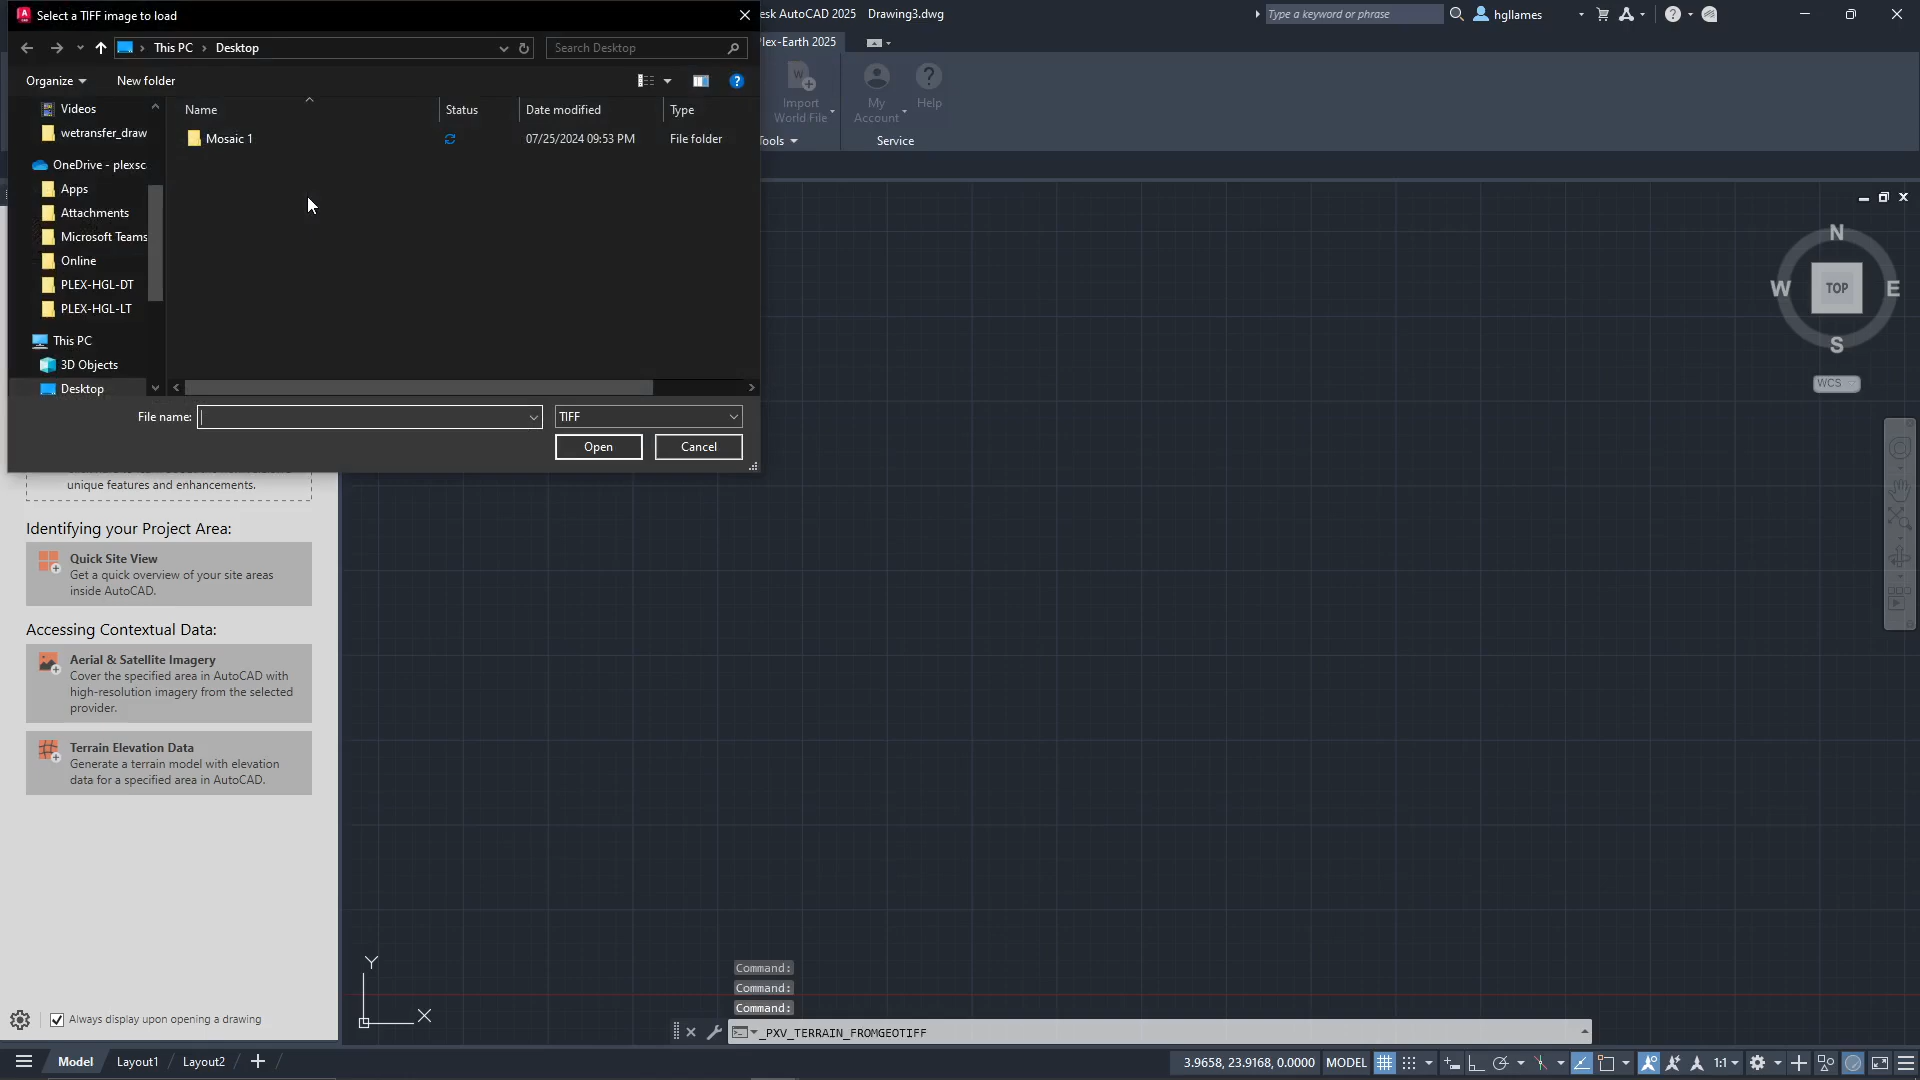 Select a TIFF image to load
esk AutoCAD 2025 Drawing3.dwg
Type a keyword or phrase
hgllames
This PC > Desktop
Search Desktop
lex-Earth 2025
Organize
New folder
Name
Status
Date modified
Type
Mosaic 1
07/25/2024 09:53 PM
File folder
Videos
wetransfer_draw
OneDrive - plexsc
Apps
Attachments
Microsoft Teams
Online
PLEX-HGL-DT
PLEX-HGL-LT
This PC
3D Objects
Desktop
File name:
TIFF
Open
Cancel
Import
World File
My
Account
Help
Tools
Service
N
W
TOP
E
S
WCS
unique features and enhancements.
Identifying your Project Area:
Quick Site View
Get a quick overview of your site areas
inside AutoCAD.
Accessing Contextual Data:
Aerial & Satellite Imagery
Cover the specified area in AutoCAD with
high-resolution imagery from the selected
provider.
Terrain Elevation Data
Generate a terrain model with elevation
data for a specified area in AutoCAD.
Always display upon opening a drawing
Y
X
Command:
Command:
Command:
_PXV_TERRAIN_FROMGEOTIFF
Model
Layout1
Layout2
3.9658, 23.9168, 0.0000
MODEL
1:1